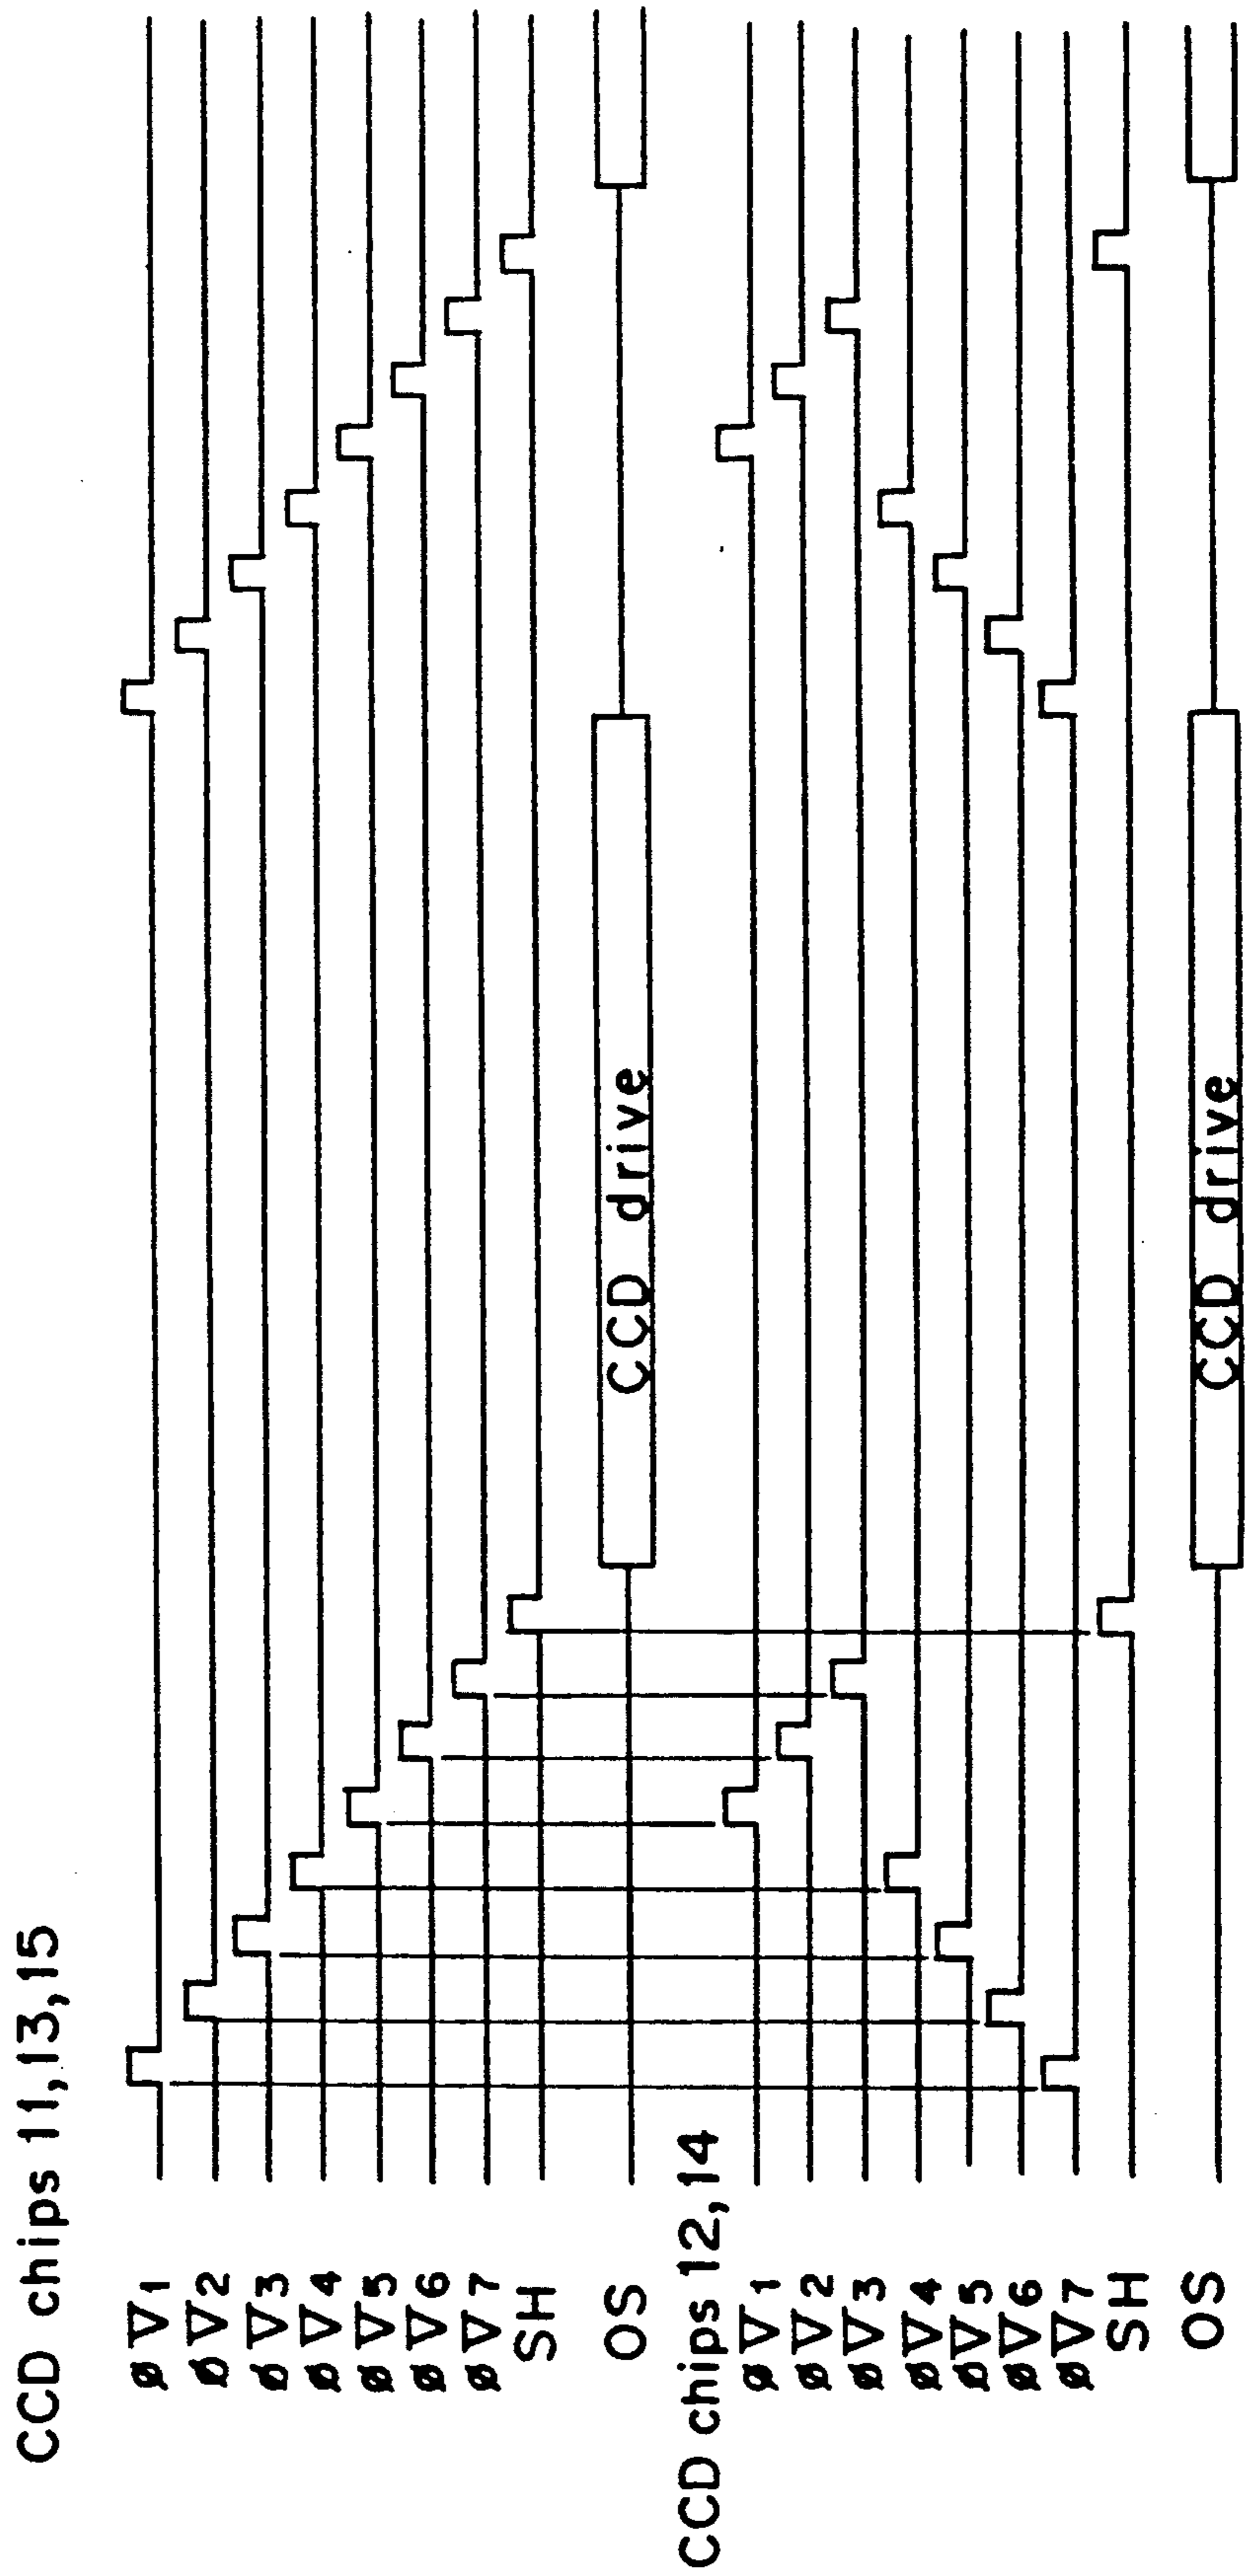 CCD chips 11,13,15
øV1
øV2
øV3
øV4
øV5
øV6
øV7
SH
OS
CCD drive
CCD chips 12,14
øV1
øV2
øV3
øV4
øV5
øV6
øV7
SH
OS
CCD drive